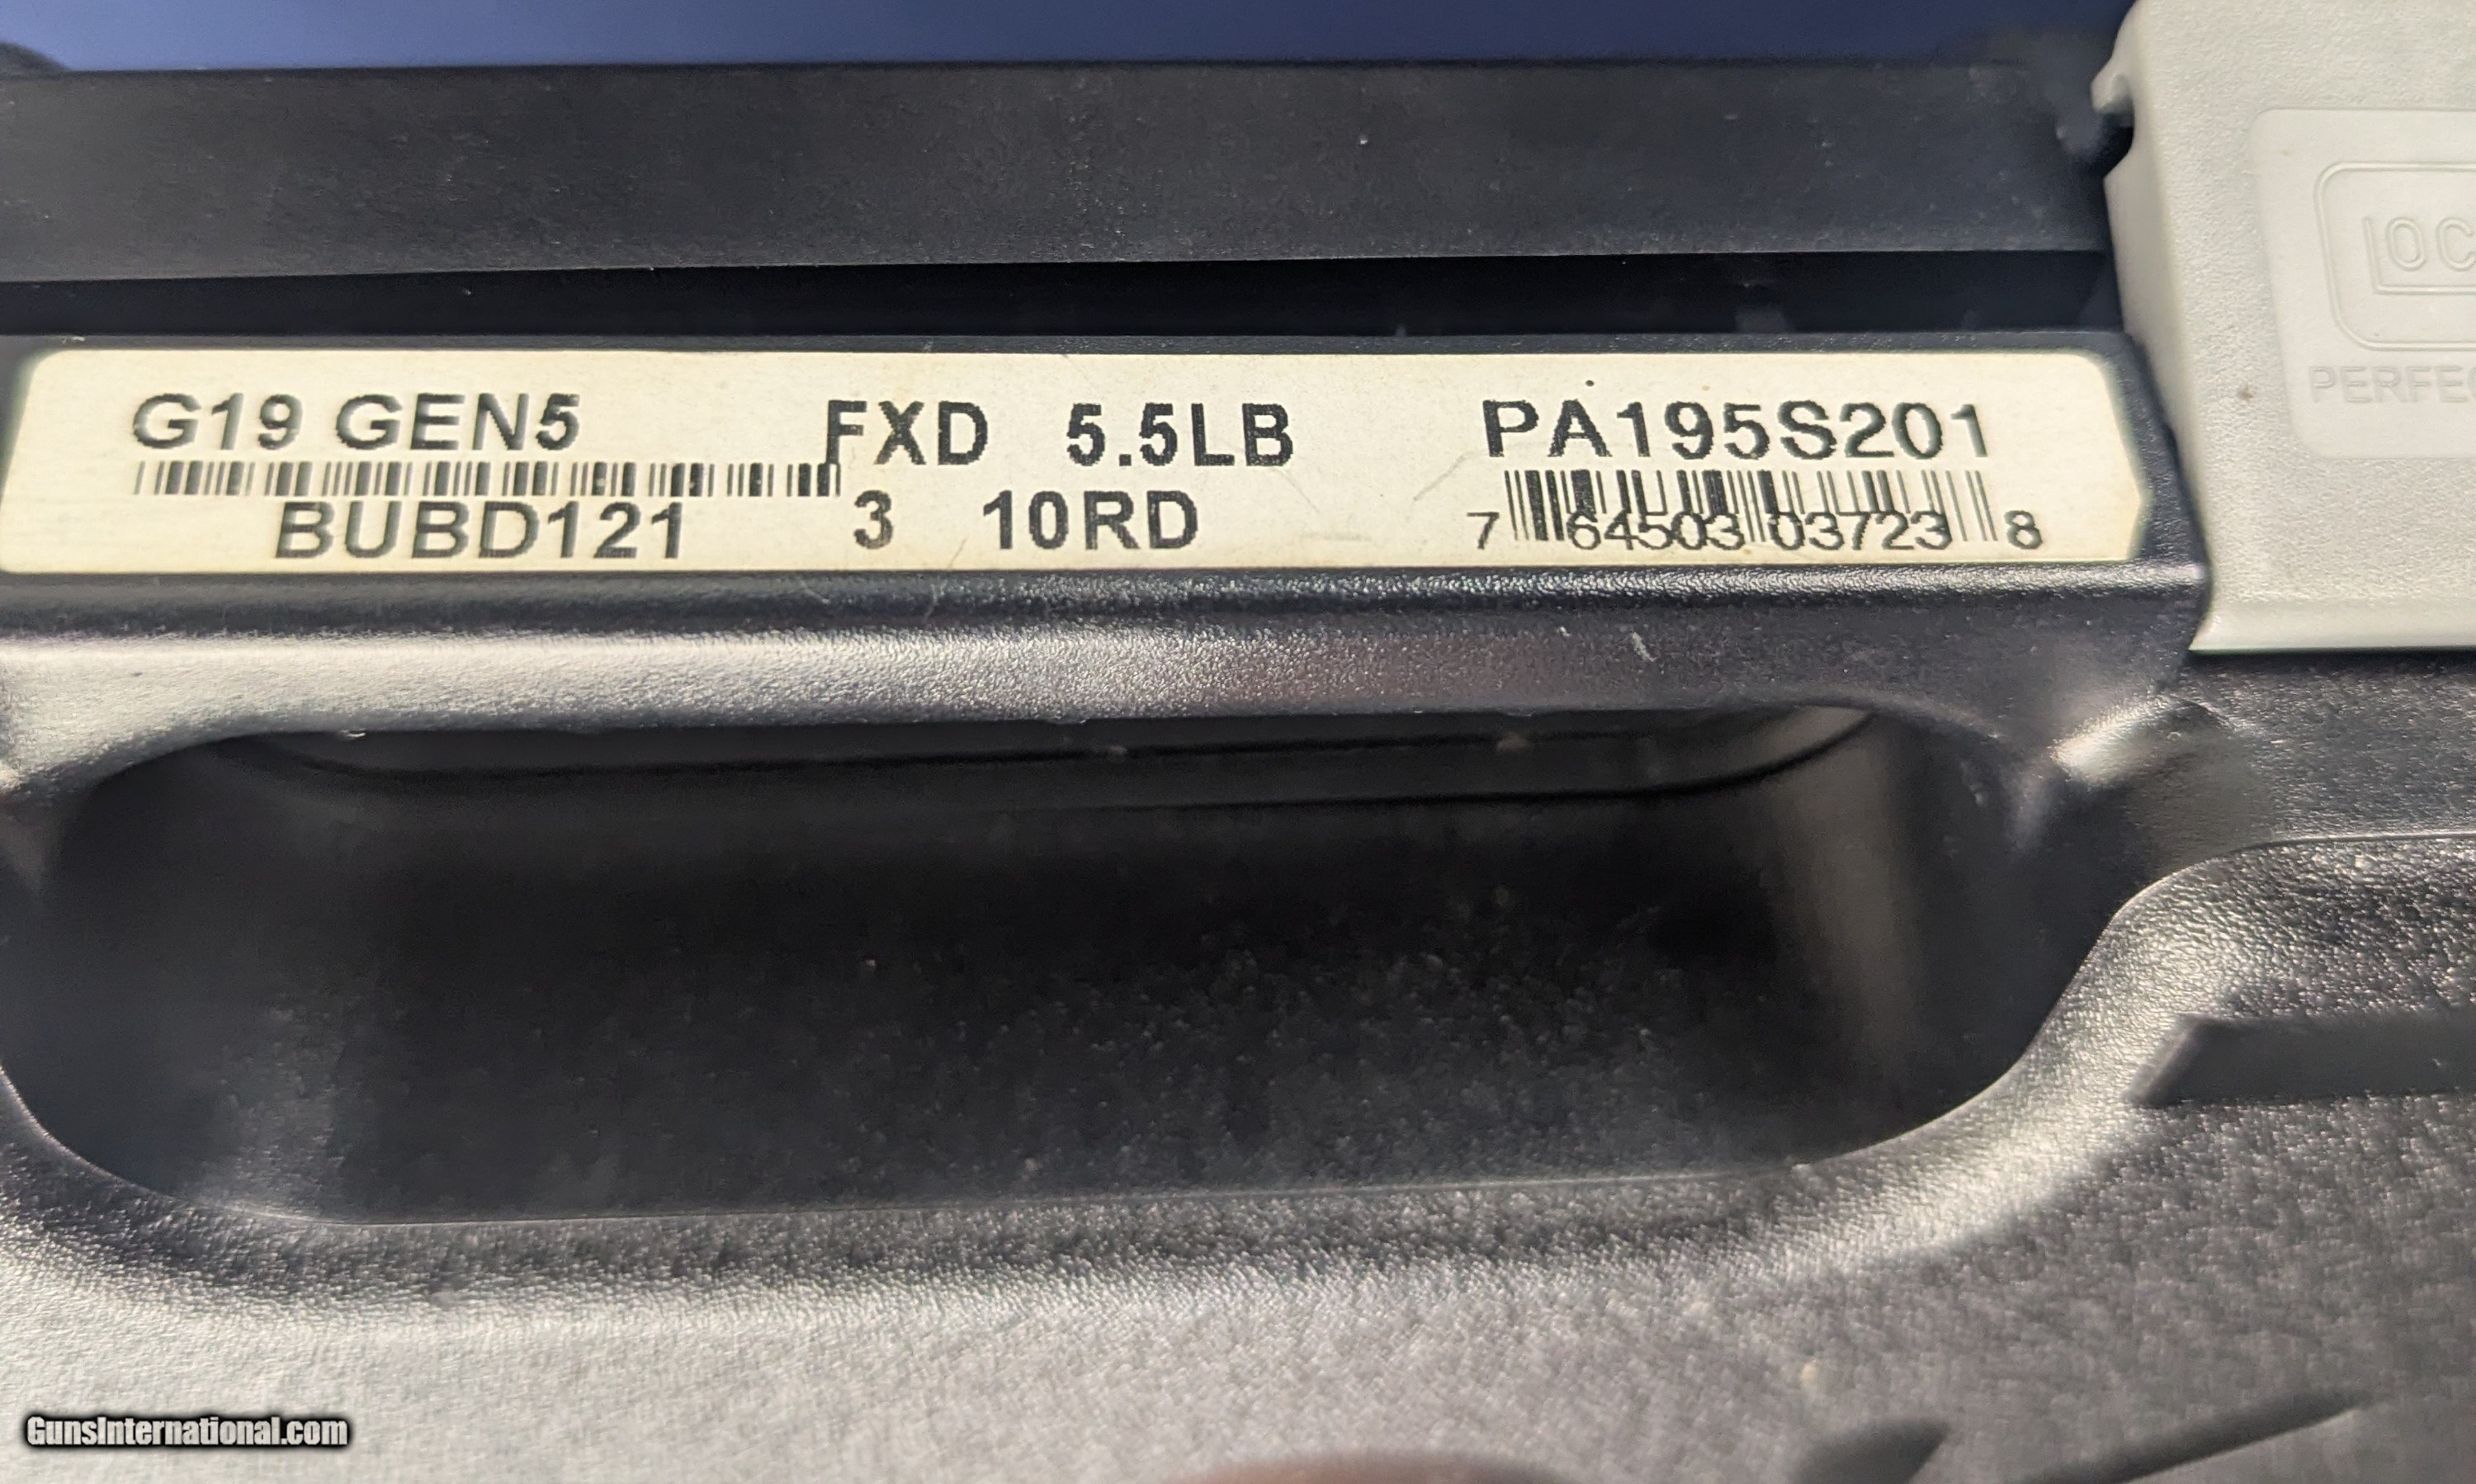 G19 GEN5 FXD 5.5LB PA195S201
BUBD121 3 10RD 7 64503 03723 8
GunsInternational.com